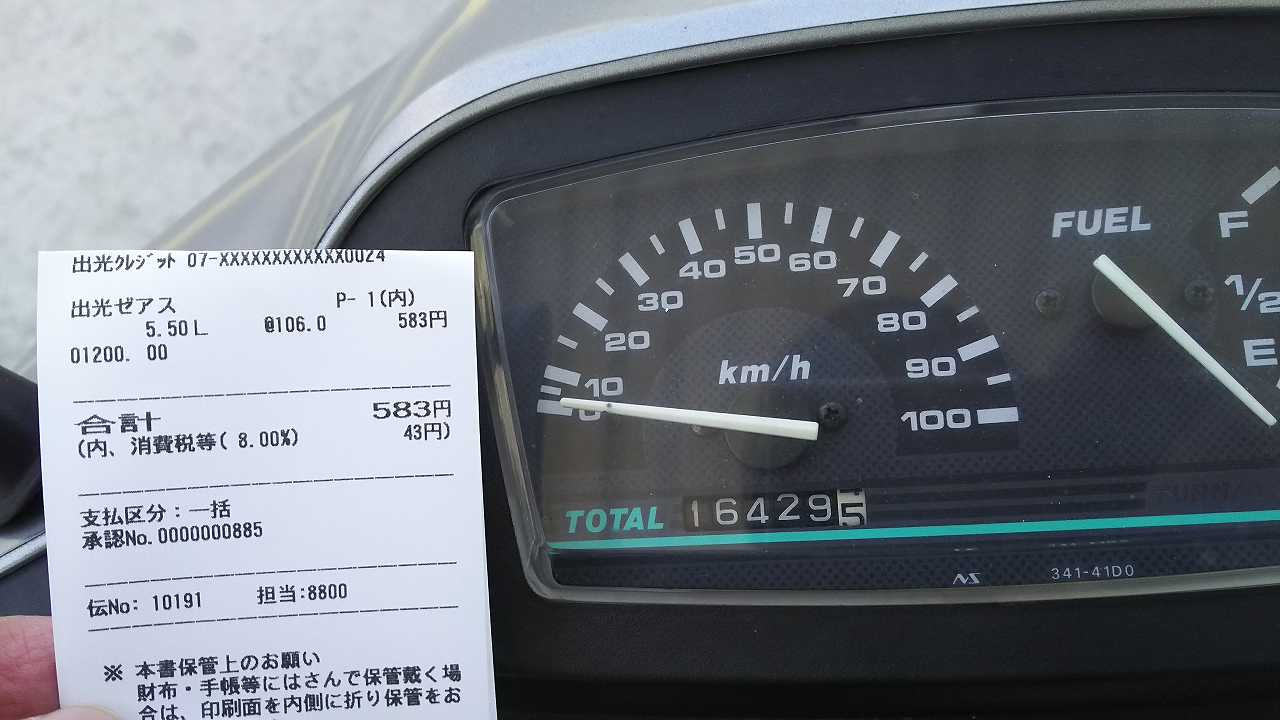 出光クレジット 07-XXXXXXXXXXXX0024
出光ゼアス P- 1(内)
5.50L @106.0 583円
01200. 00
合計 583円
(内、消費税等( 8.00%) 43円)
支払区分:一括
承認No.0000000885
伝No: 10191 担当:8800
※ 本書保管上のお願い
財布・手帳等にはさんで保管戴く場
合は、印刷面を内側に折り保管をお
0
10
20
30
40
50
60
70
80
90
100
km/h
TOTAL 164295
FUEL
F
1/2
E
NS 341-41D0